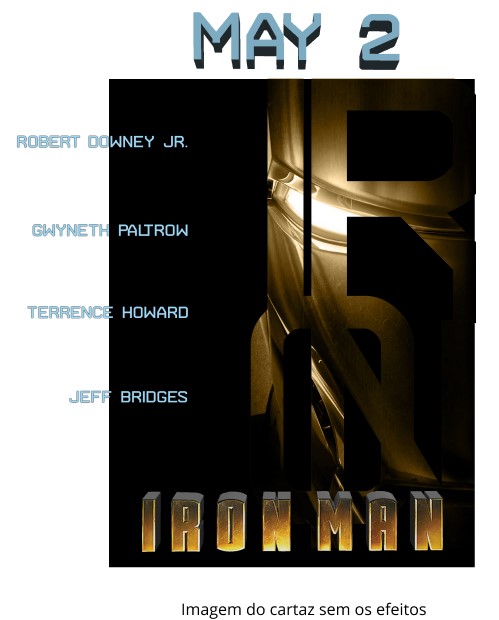 MAY 2
ROBERT DOWNEY JR.
GWYNETH PALTROW
TERRENCE HOWARD
JEFF BRIDGES
IRON MAN
Imagem do cartaz sem os efeitos